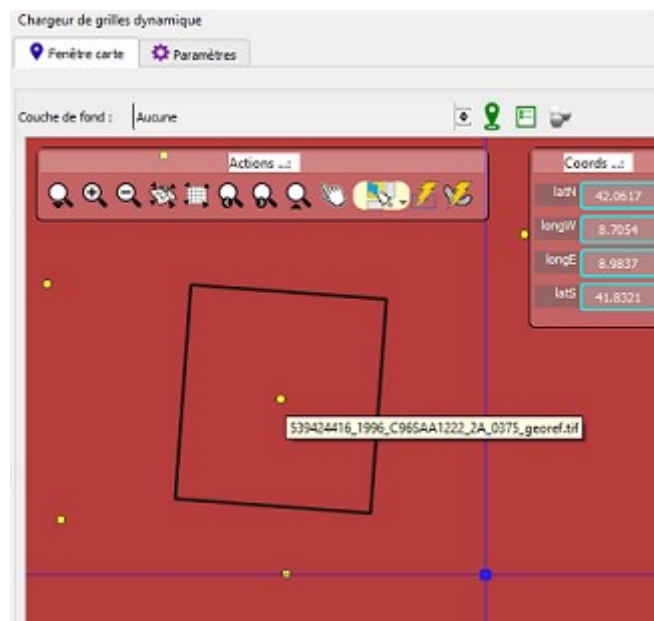 Chargeur de grilles dynamique
Fenêtre carte
Paramètres
Couche de fond :
Aucune
Actions ...:
Coords ...:
latN 42.0617
longW 8.7054
longE 8.9837
latS 41.8321
539424416_1996_C96SAA1222_2A_0375_georef.tif